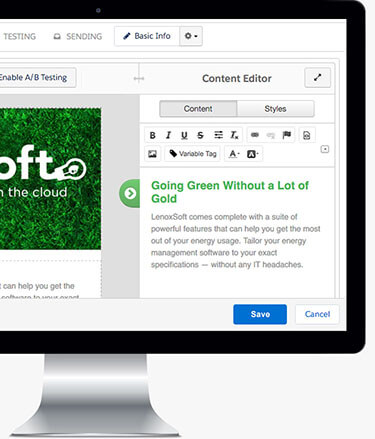 TESTING SENDING Basic Info
Enable A/B Testing
Content Editor
Content Styles
B I U S Tx
Variable Tag A A
oft
n the cloud
Going Green Without a Lot of
Gold
LenoxSoft comes complete with a suite of
powerful features that can help you get the most
out of your energy usage. Tailor your energy
management software to your exact
specifications — without any IT headaches.
t can help you get the
software to your exact
Save Cancel